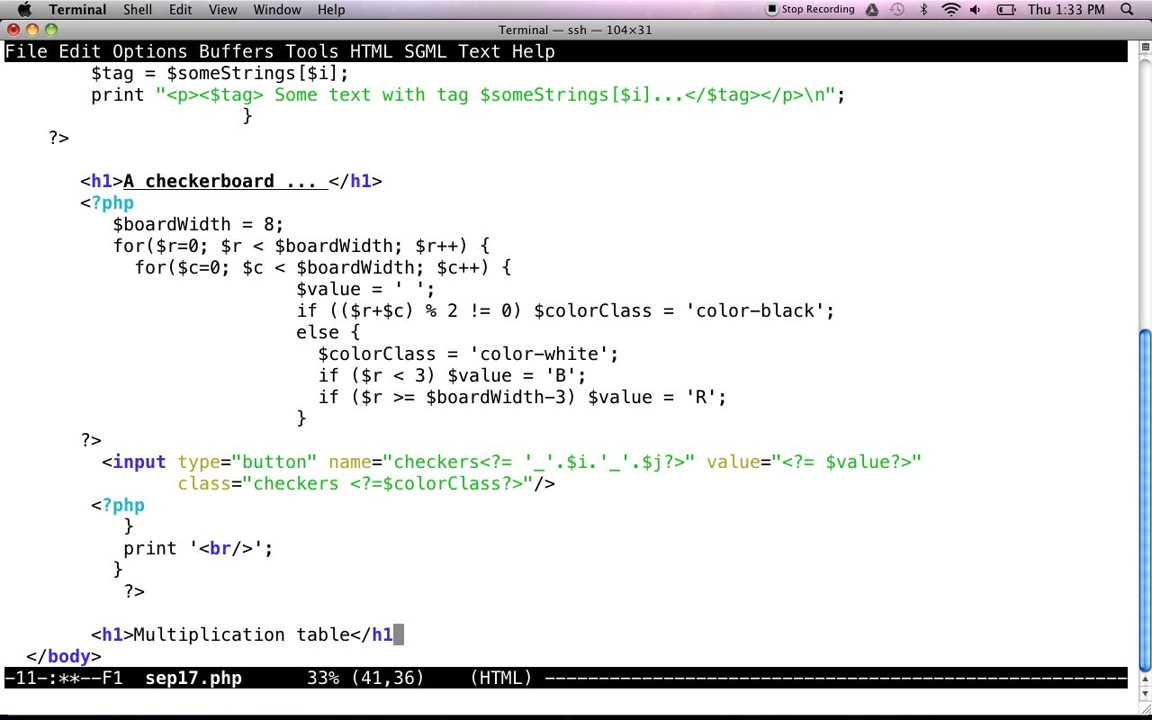 Terminal Shell Edit View Window Help Stop Recording Thu 1:33 PM
Terminal — ssh — 104×31
File Edit Options Buffers Tools HTML SGML Text Help
$tag = $someStrings[$i];
print "<p><$tag> Some text with tag $someStrings[$i]...</$tag></p>\n";
}
?>
<h1>A checkerboard ... </h1>
<?php
$boardWidth = 8;
for($r=0; $r < $boardWidth; $r++) {
for($c=0; $c < $boardWidth; $c++) {
$value = ' ';
if (($r+$c) % 2 != 0) $colorClass = 'color-black';
else {
$colorClass = 'color-white';
if ($r < 3) $value = 'B';
if ($r >= $boardWidth-3) $value = 'R';
}
?>
<input type="button" name="checkers<?= '_'.$i.'_'.$j?>" value="<?= $value?>"
class="checkers <?=$colorClass?>"/>
<?php
}
print '<br/>';
}
?>
<h1>Multiplication table</h1
</body>
-11-:**--F1 sep17.php 33% (41,36) (HTML) ------------------------------------------------------